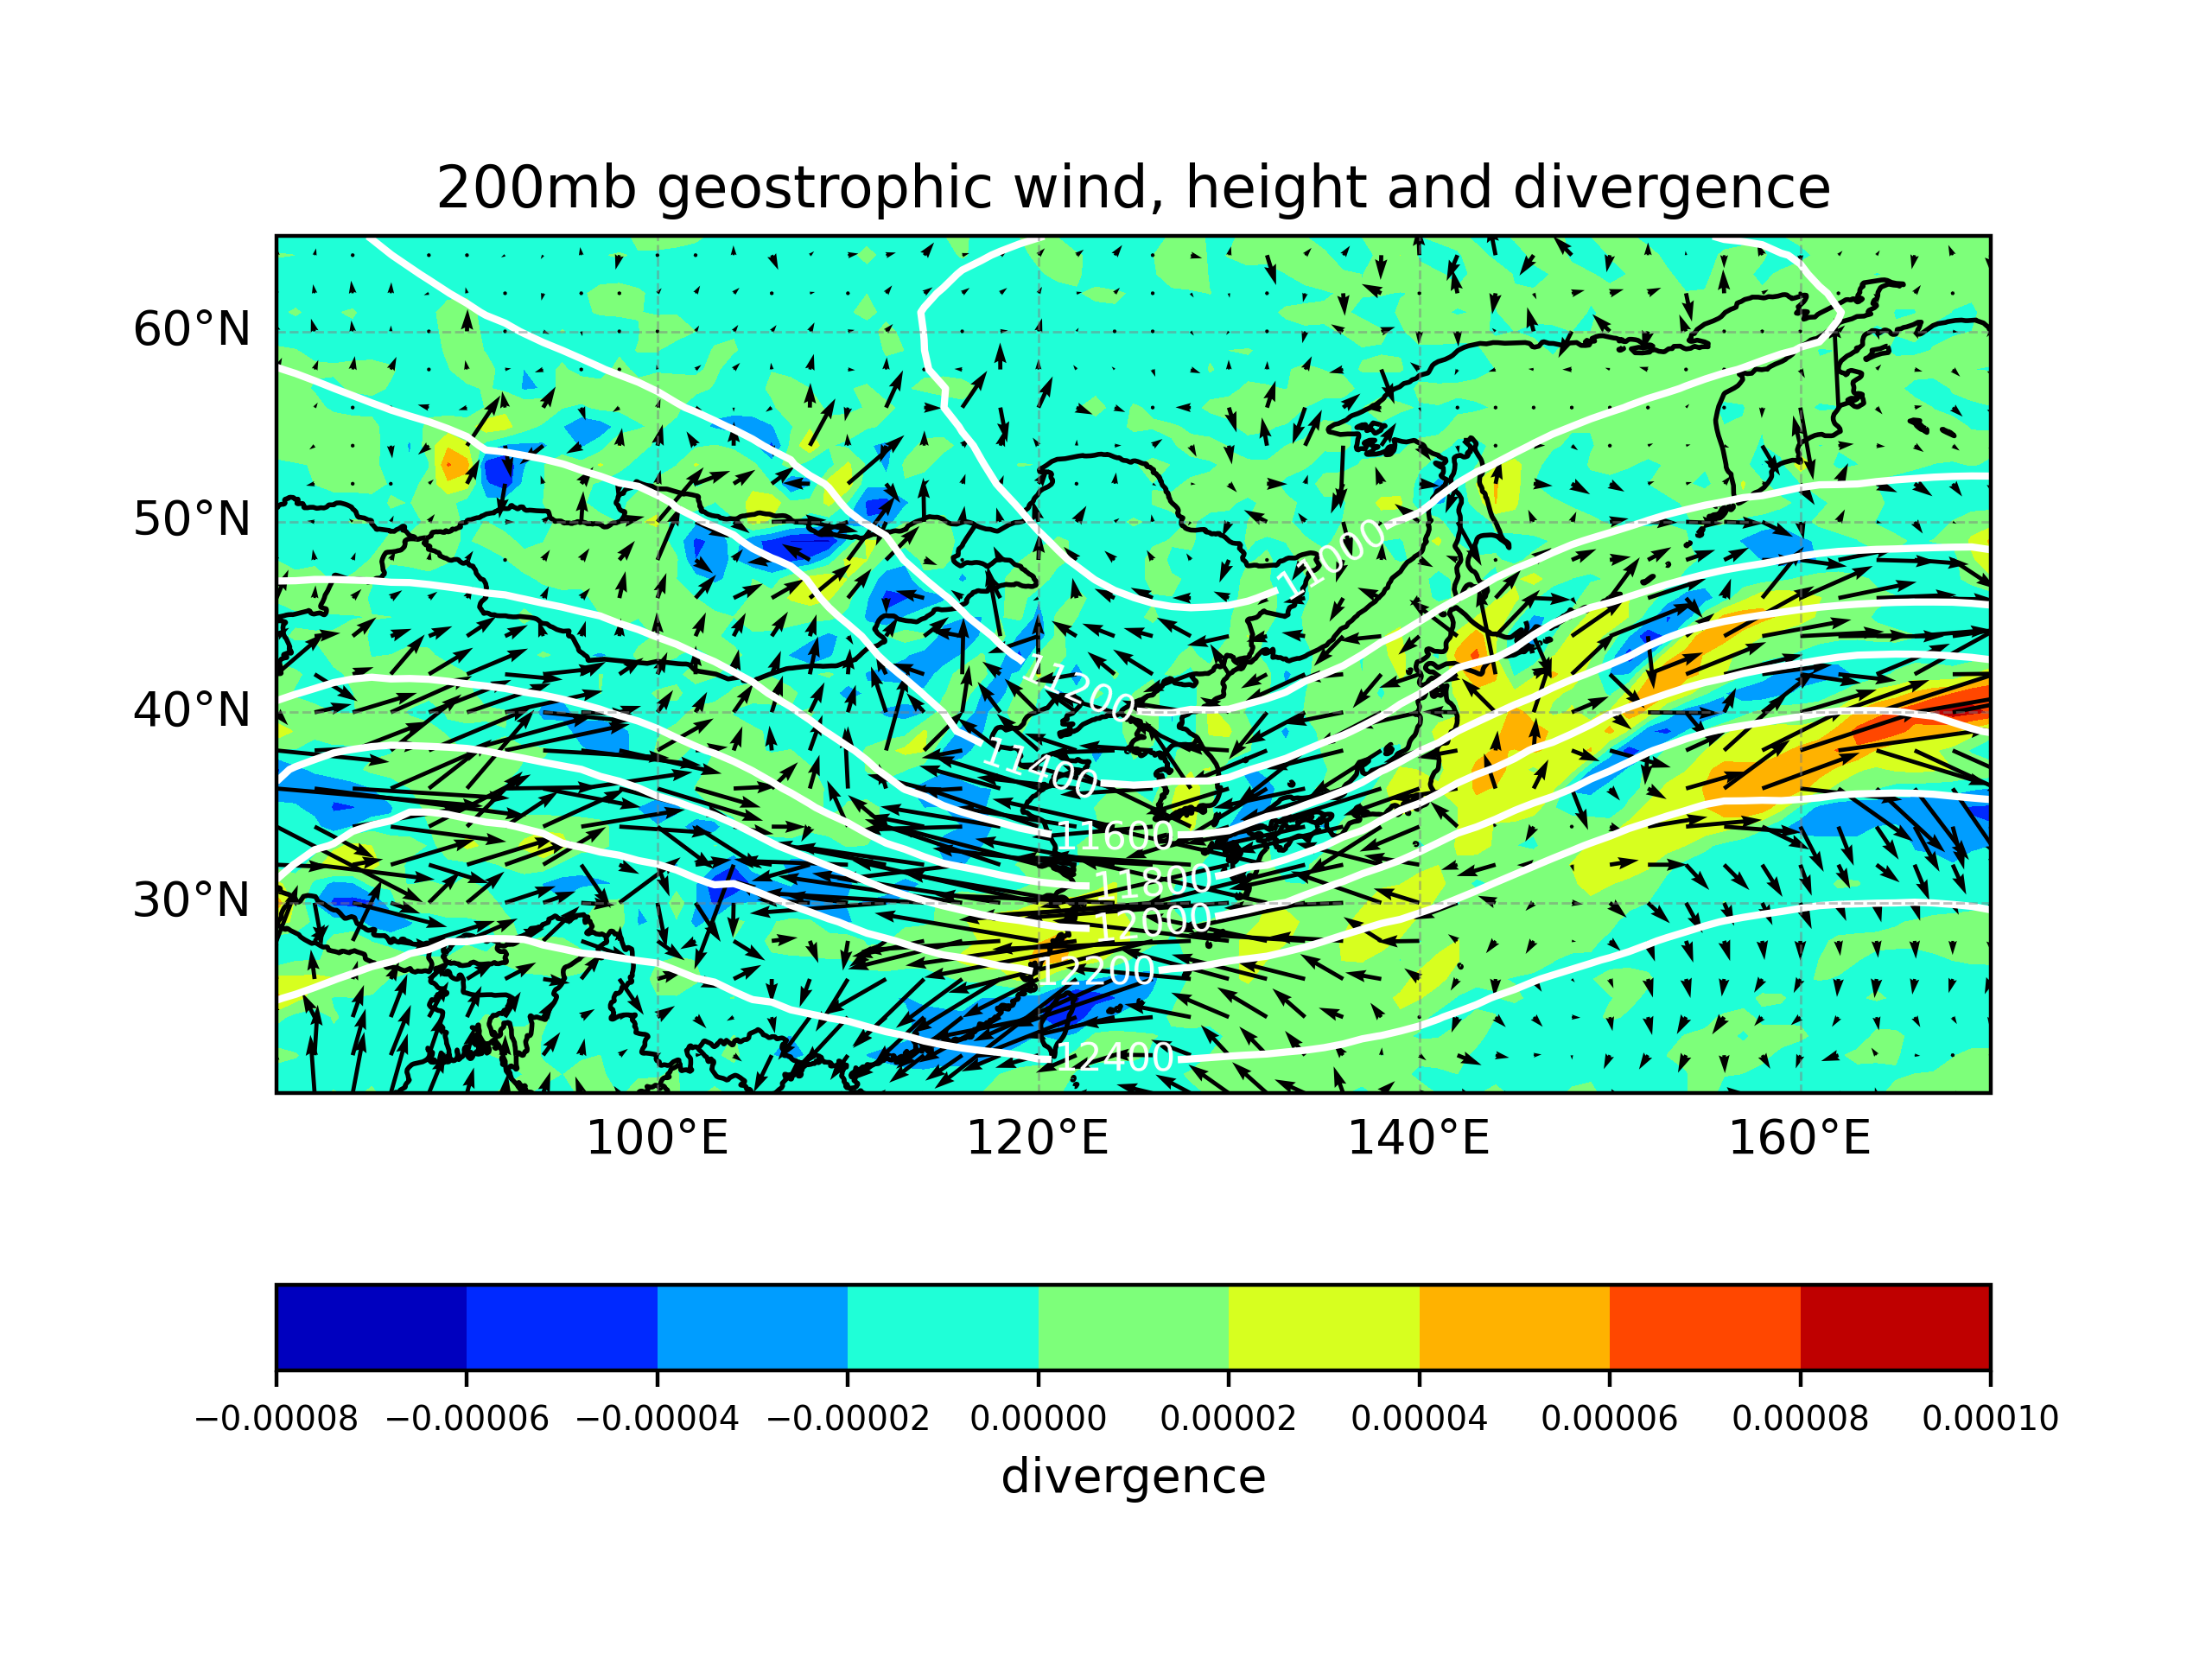 200mb geostrophic wind, height and divergence
60°N
50°N
40°N
30°N
11000
11200
11400
11600
11800
12000
12200
12400
100°E 120°E 140°E 160°E
−0.00008 −0.00006 −0.00004 −0.00002 0.00000 0.00002 0.00004 0.00006 0.00008 0.00010
divergence